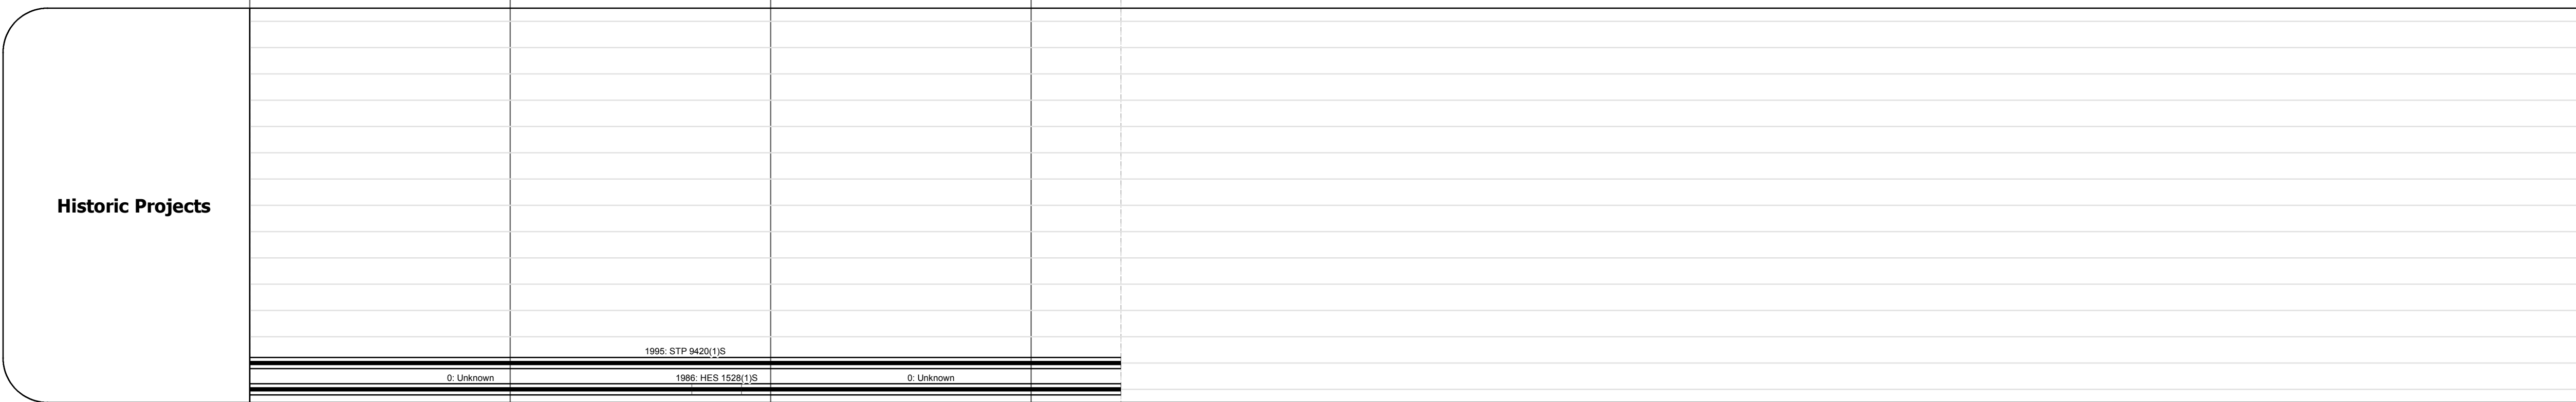 Historic Projects
1995: STP 9420(1)S
0: Unknown 1986: HES 1528(1)S 0: Unknown